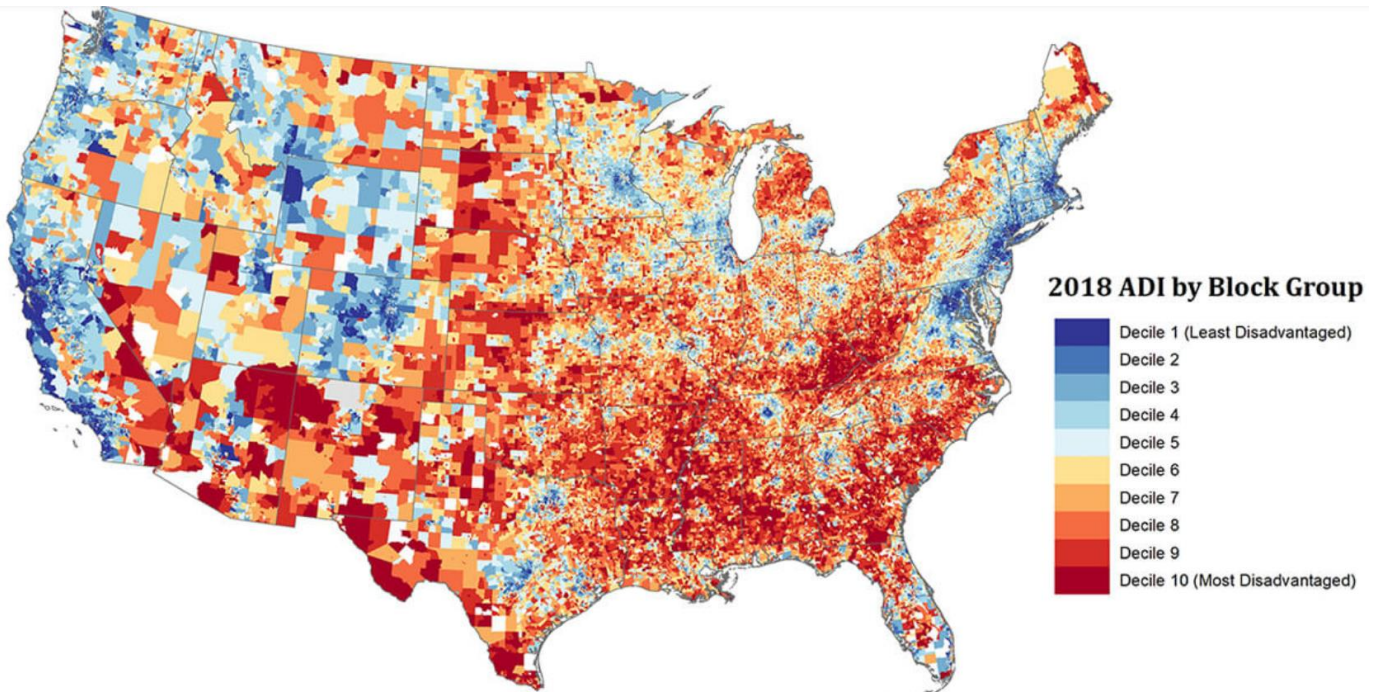 2018 ADI by Block Group
Decile 1 (Least Disadvantaged)
Decile 2
Decile 3
Decile 4
Decile 5
Decile 6
Decile 7
Decile 8
Decile 9
Decile 10 (Most Disadvantaged)